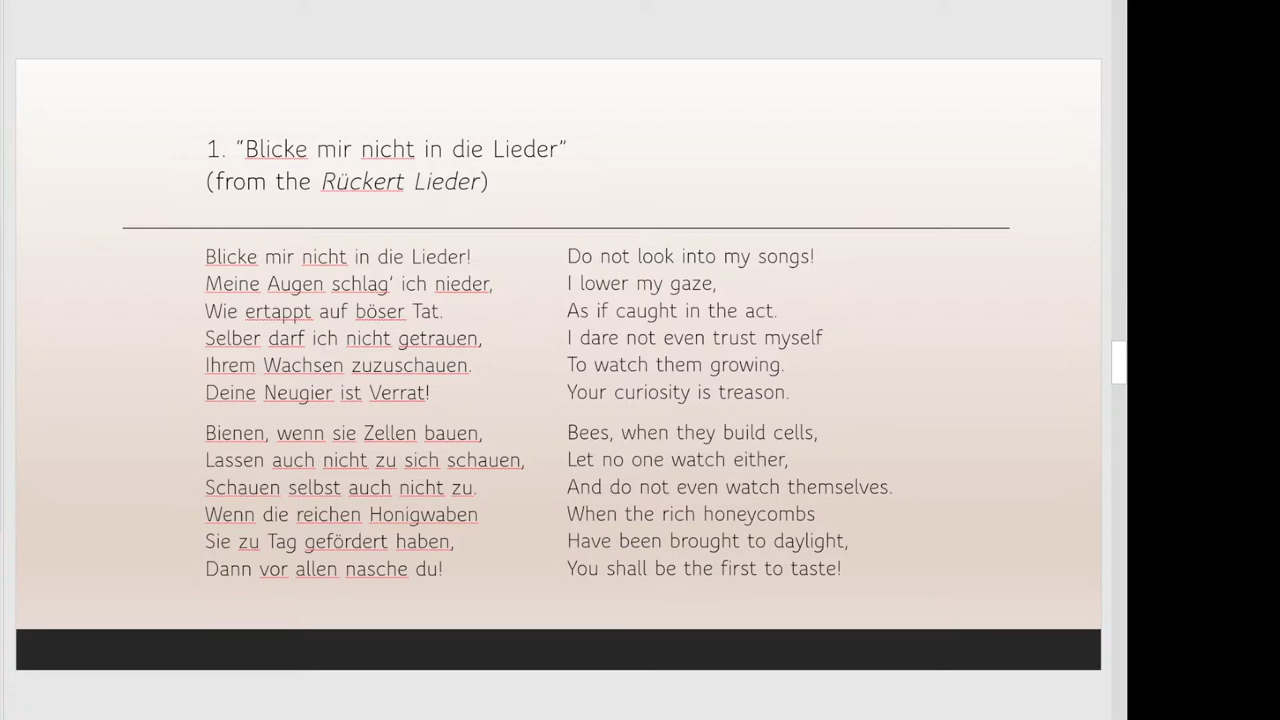 1. "Blicke mir nicht in die Lieder"
(from the Rückert Lieder)
Blicke mir nicht in die Lieder!
Meine Augen schlag' ich nieder,
Wie ertappt auf böser Tat.
Selber darf ich nicht getrauen,
Ihrem Wachsen zuzuschauen.
Deine Neugier ist Verrat!
Bienen, wenn sie Zellen bauen,
Lassen auch nicht zu sich schauen,
Schauen selbst auch nicht zu.
Wenn die reichen Honigwaben
Sie zu Tag gefördert haben,
Dann vor allen nasche du!
Do not look into my songs!
I lower my gaze,
As if caught in the act.
I dare not even trust myself
To watch them growing.
Your curiosity is treason.
Bees, when they build cells,
Let no one watch either,
And do not even watch themselves.
When the rich honeycombs
Have been brought to daylight,
You shall be the first to taste!